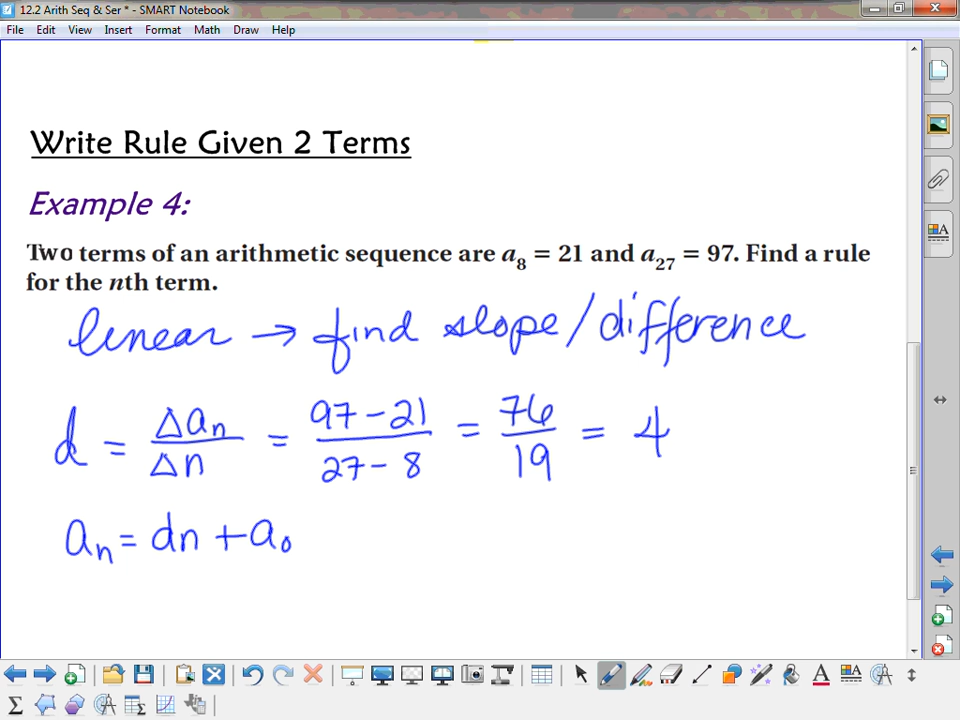 12.2 Arith Seq & Ser * - SMART Notebook
File Edit View Insert Format Math Draw Help
Write Rule Given 2 Terms
Example 4:
Two terms of an arithmetic sequence are a₈ = 21 and a₂₇ = 97. Find a rule
for the nth term.
linear → find slope/difference
d = Δaₙ/Δn = (97-21)/(27-8) = 76/19 = 4
aₙ = dn + a₀